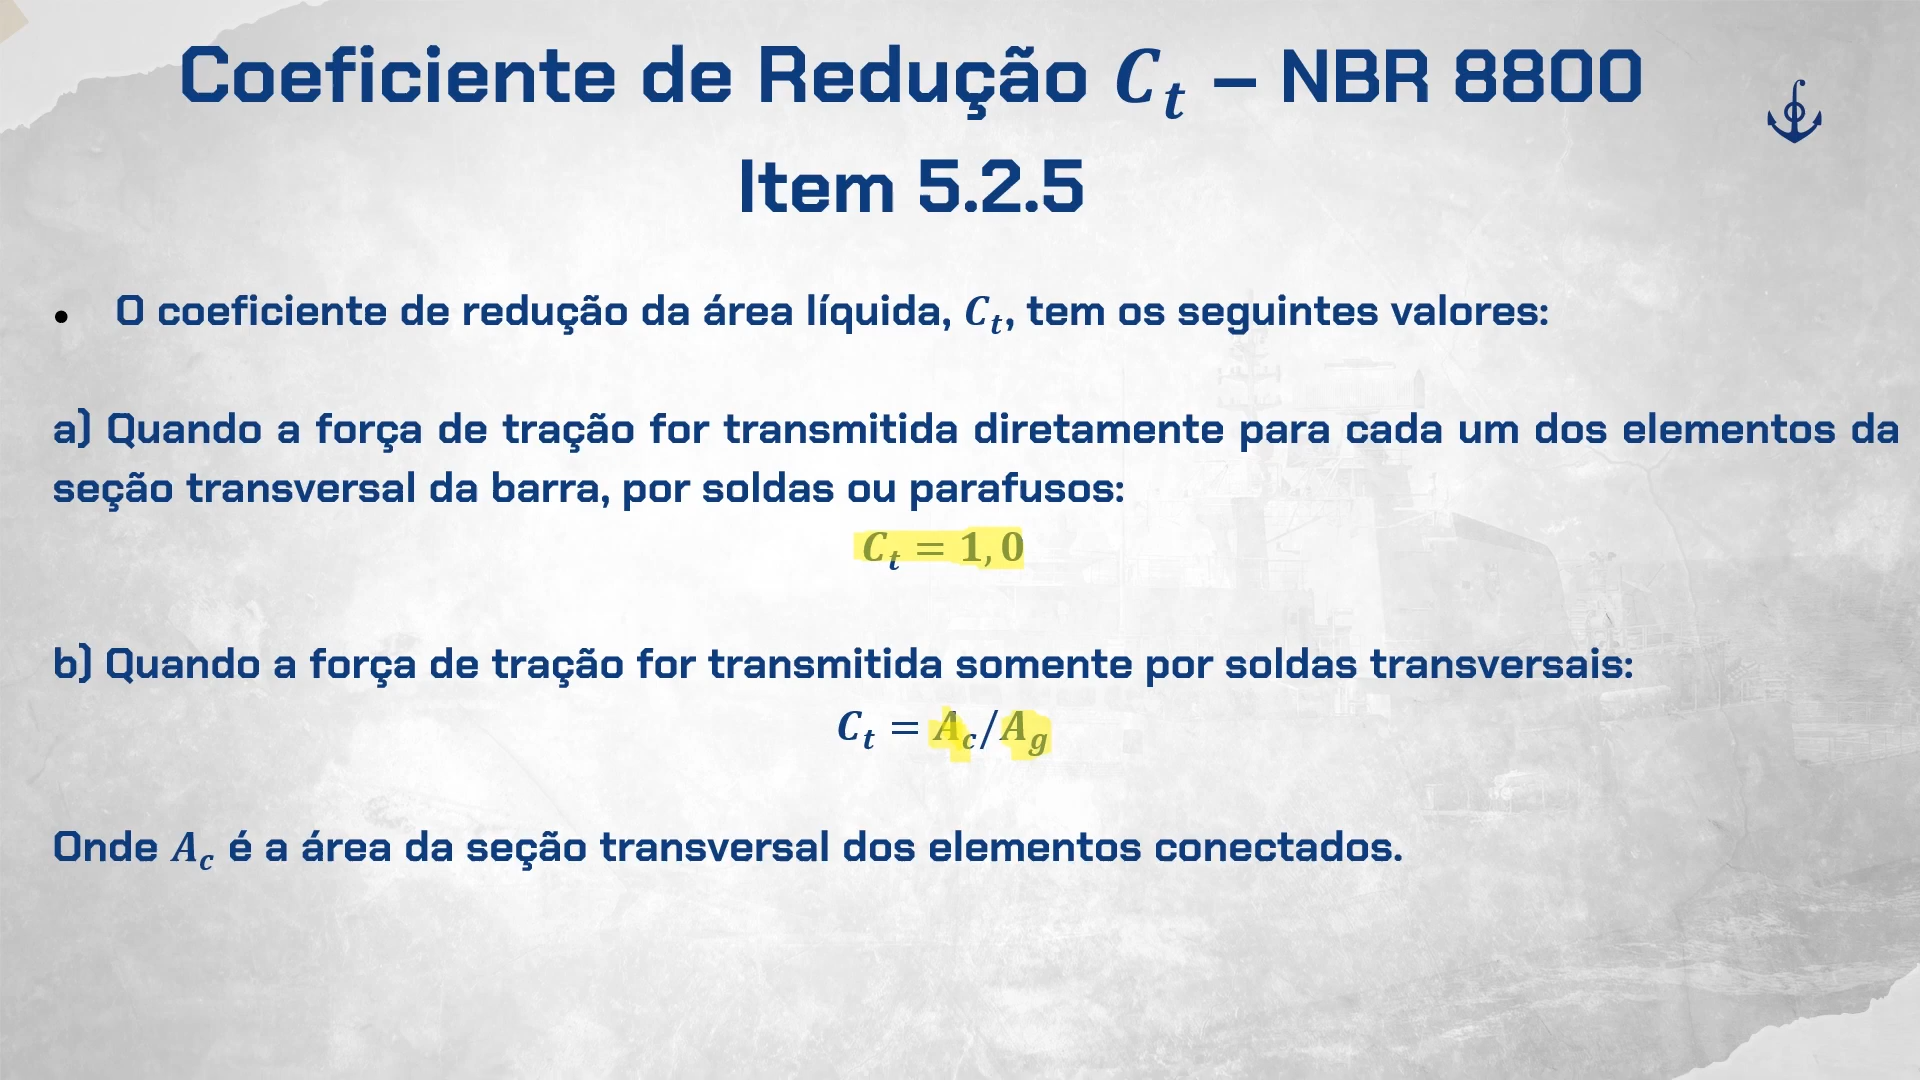 Coeficiente de Redução Cₜ – NBR 8800
Item 5.2.5
• O coeficiente de redução da área líquida, Cₜ, tem os seguintes valores:
a) Quando a força de tração for transmitida diretamente para cada um dos elementos da
seção transversal da barra, por soldas ou parafusos:
Cₜ = 1,0
b) Quando a força de tração for transmitida somente por soldas transversais:
Cₜ = A_c/A_g
Onde A_c é a área da seção transversal dos elementos conectados.